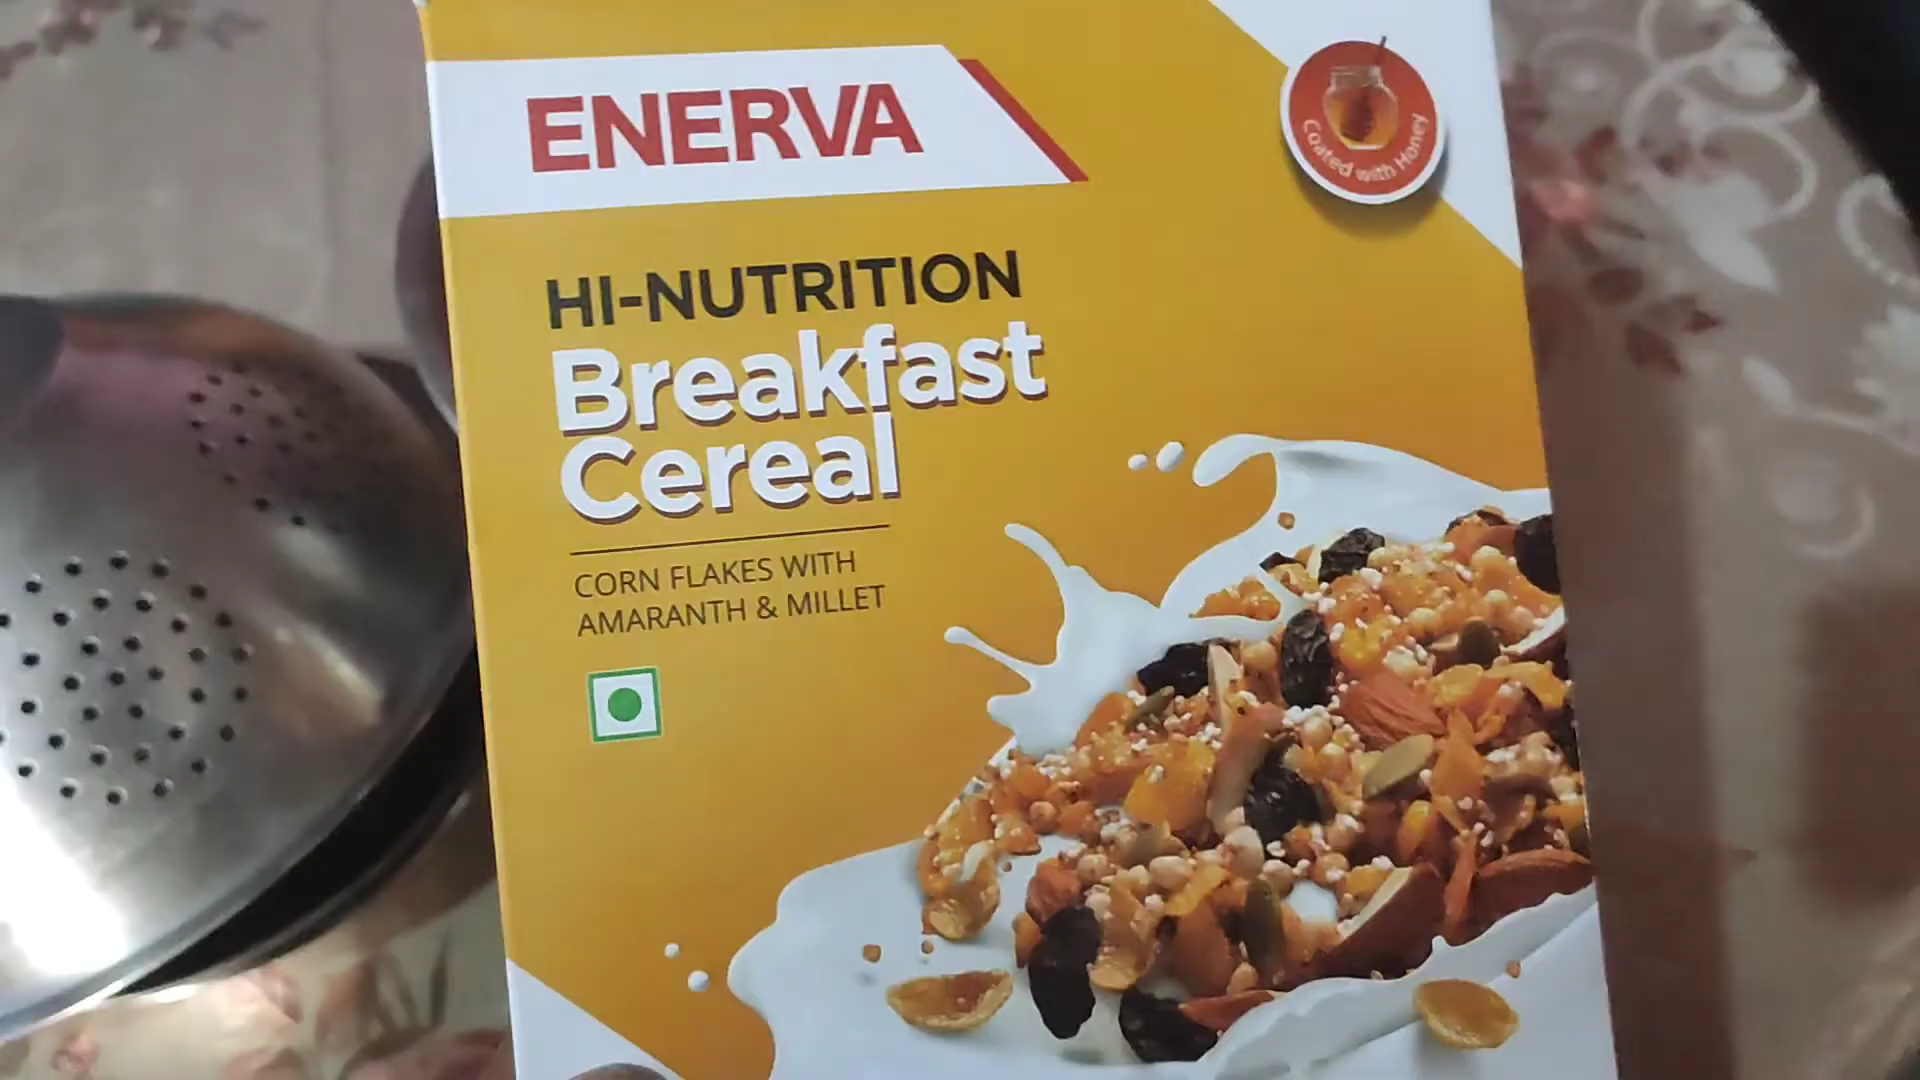 ENERVA
Coated with Honey
HI-NUTRITION
Breakfast
Cereal
CORN FLAKES WITH
AMARANTH & MILLET